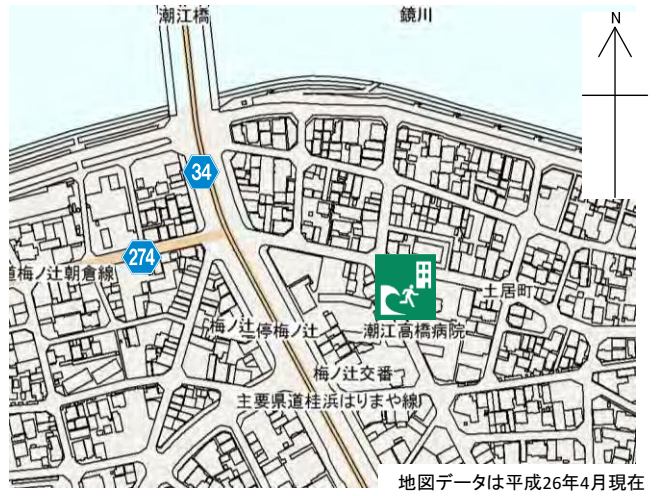 潮江橋
鏡川
N
34
274
道梅ノ辻朝倉線
土居町
梅ノ辻
停梅ノ辻
潮江高橋病院
梅ノ辻交番
主要県道桂浜はりまや線
地図データは平成26年4月現在